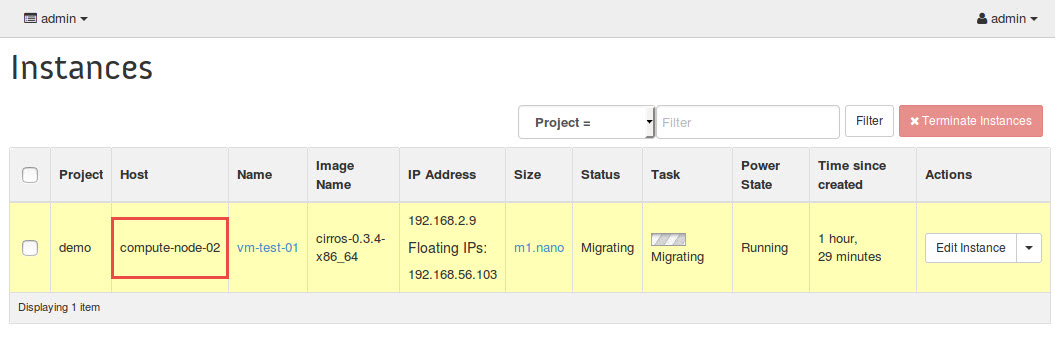 admin
admin
Instances
Project =
Filter
Filter
Terminate Instances
Project
Host
Name
Image
Name
IP Address
Size
Status
Task
Power
State
Time since
created
Actions
demo
compute-node-02
vm-test-01
cirros-0.3.4-
x86_64
192.168.2.9
Floating IPs:
192.168.56.103
m1.nano
Migrating
Migrating
Running
1 hour,
29 minutes
Edit Instance
Displaying 1 item